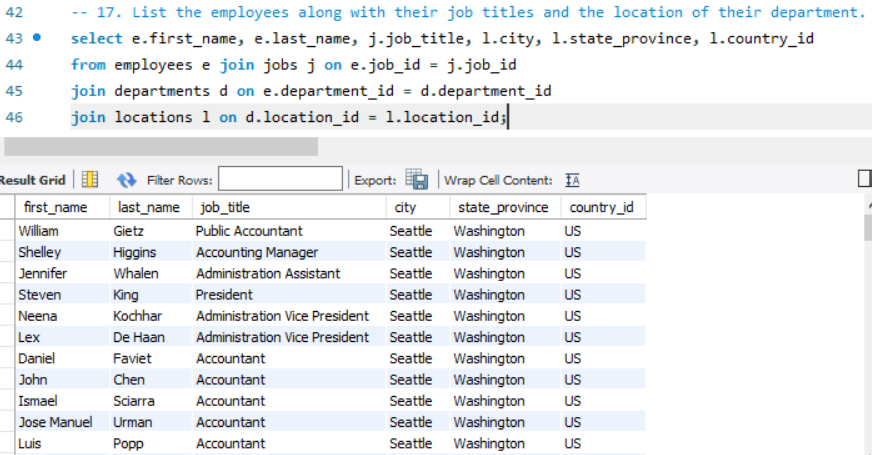 42 -- 17. List the employees along with their job titles and the location of their department.
43 select e.first_name, e.last_name, j.job_title, l.city, l.state_province, l.country_id
44 from employees e join jobs j on e.job_id = j.job_id
45 join departments d on e.department_id = d.department_id
46 join locations l on d.location_id = l.location_id;
Result Grid Filter Rows: Export: Wrap Cell Content:
first_name last_name job_title city state_province country_id
William Gietz Public Accountant Seattle Washington US
Shelley Higgins Accounting Manager Seattle Washington US
Jennifer Whalen Administration Assistant Seattle Washington US
Steven King President Seattle Washington US
Neena Kochhar Administration Vice President Seattle Washington US
Lex De Haan Administration Vice President Seattle Washington US
Daniel Faviet Accountant Seattle Washington US
John Chen Accountant Seattle Washington US
Ismael Sciarra Accountant Seattle Washington US
Jose Manuel Urman Accountant Seattle Washington US
Luis Popp Accountant Seattle Washington US